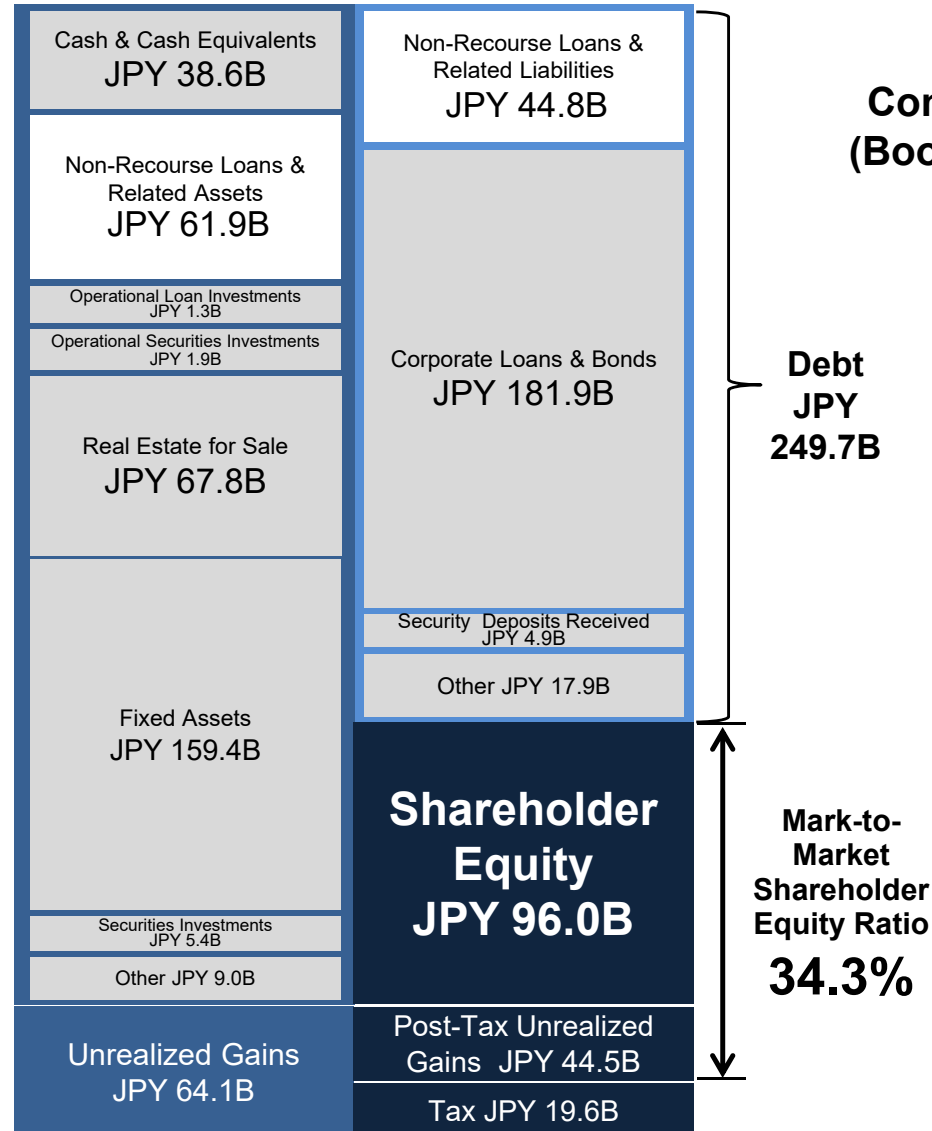 Cash & Cash Equivalents
JPY 38.6B
Non-Recourse Loans &
Related Assets
JPY 61.9B
Operational Loan Investments
JPY 1.3B
Operational Securities Investments
JPY 1.9B
Real Estate for Sale
JPY 67.8B
Fixed Assets
JPY 159.4B
Securities Investments
JPY 5.4B
Other JPY 9.0B
Unrealized Gains
JPY 64.1B
Non-Recourse Loans &
Related Liabilities
JPY 44.8B
Corporate Loans & Bonds
JPY 181.9B
Security Deposits Received
JPY 4.9B
Other JPY 17.9B
Shareholder
Equity
JPY 96.0B
Post-Tax Unrealized
Gains JPY 44.5B
Tax JPY 19.6B
Debt
JPY
249.7B
Mark-to-
Market
Shareholder
Equity Ratio
34.3%